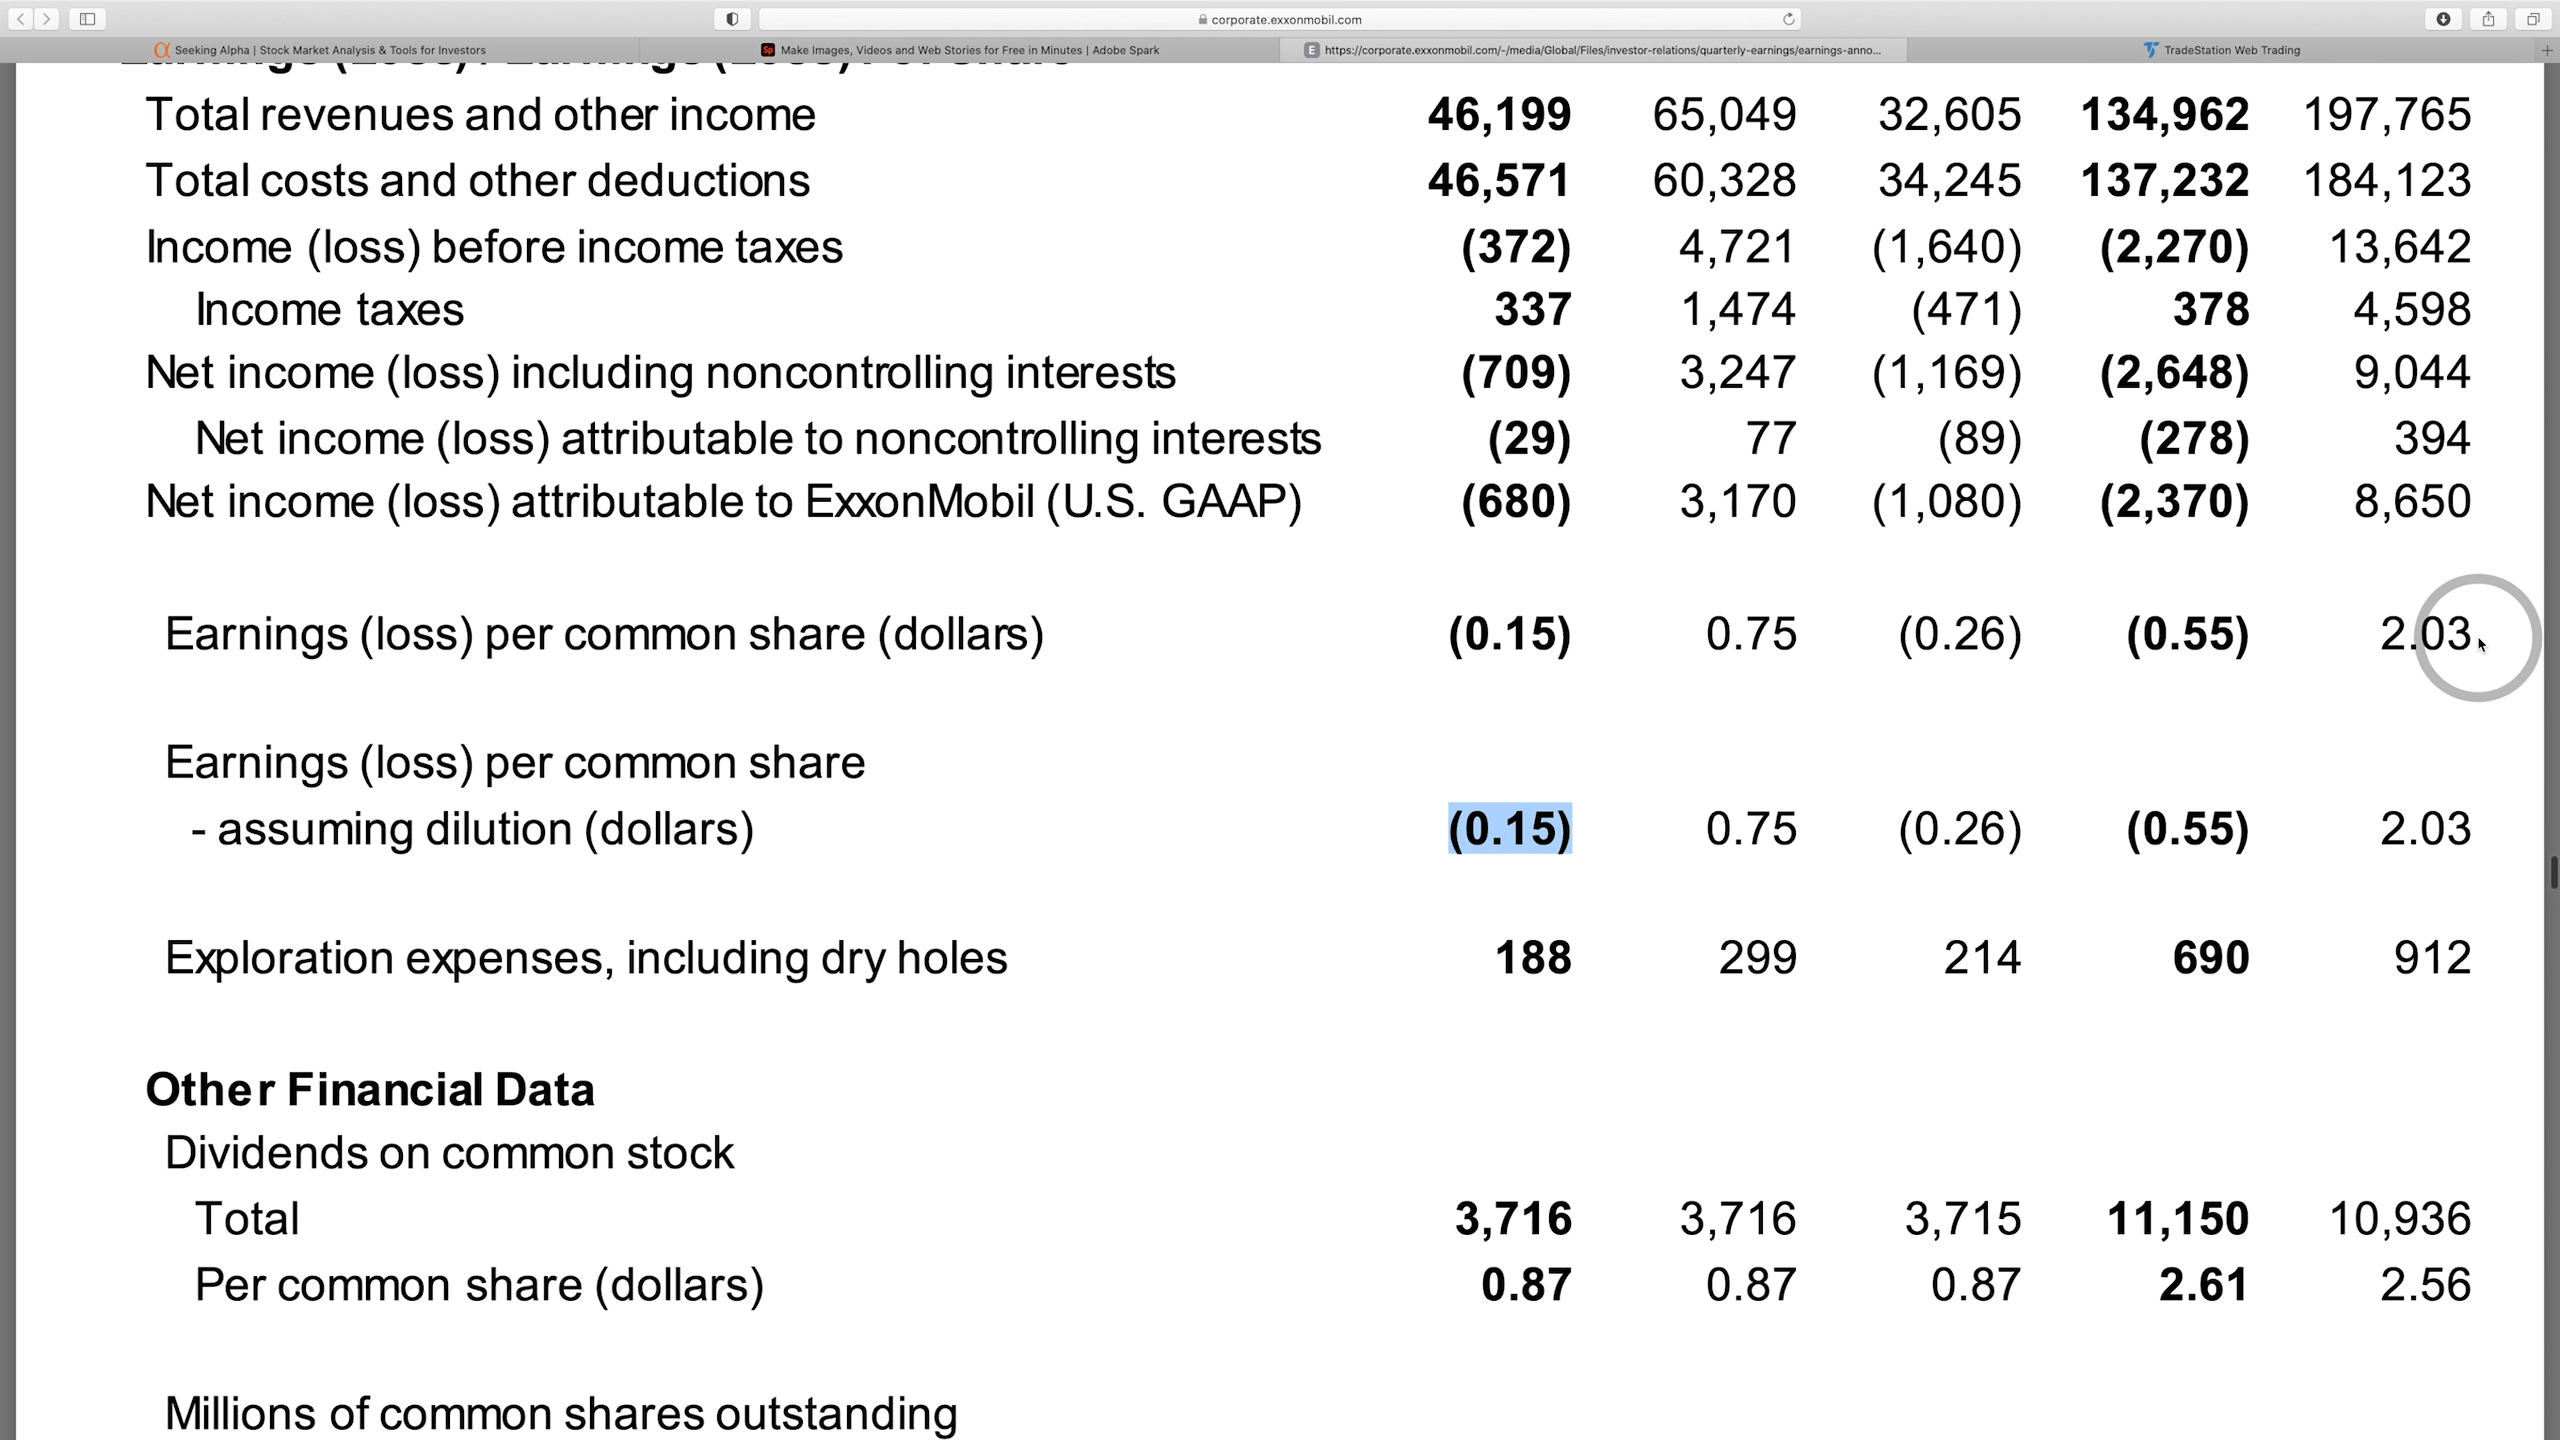 corporate.exxonmobil.com
Seeking Alpha | Stock Market Analysis & Tools for Investors
Sp Make Images, Videos and Web Stories for Free in Minutes | Adobe Spark
E https://corporate.exxonmobil.com/-/media/Global/Files/investor-relations/quarterly-earnings/earnings-anno...
TradeStation Web Trading
Earnings (Loss) / Earnings (Loss) Per Share
Total revenues and other income 46,199 65,049 32,605 134,962 197,765
Total costs and other deductions 46,571 60,328 34,245 137,232 184,123
Income (loss) before income taxes (372) 4,721 (1,640) (2,270) 13,642
Income taxes 337 1,474 (471) 378 4,598
Net income (loss) including noncontrolling interests (709) 3,247 (1,169) (2,648) 9,044
Net income (loss) attributable to noncontrolling interests (29) 77 (89) (278) 394
Net income (loss) attributable to ExxonMobil (U.S. GAAP) (680) 3,170 (1,080) (2,370) 8,650
Earnings (loss) per common share (dollars) (0.15) 0.75 (0.26) (0.55) 2.03
Earnings (loss) per common share
- assuming dilution (dollars) (0.15) 0.75 (0.26) (0.55) 2.03
Exploration expenses, including dry holes 188 299 214 690 912
Other Financial Data
Dividends on common stock
Total 3,716 3,716 3,715 11,150 10,936
Per common share (dollars) 0.87 0.87 0.87 2.61 2.56
Millions of common shares outstanding